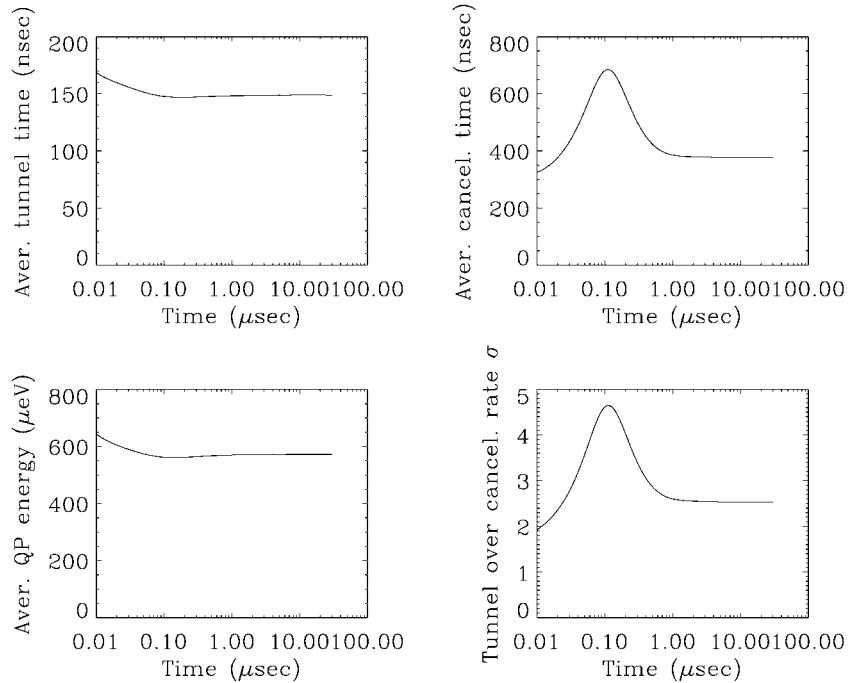 Aver. tunnel time (nsec)
200
150
100
50
0
0.01 0.10 1.00 10.00100.00
Time (μsec)
Aver. cancel. time (nsec)
800
600
400
200
0
0.01 0.10 1.00 10.00100.00
Time (μsec)
Aver. QP energy (μeV)
800
600
400
200
0
0.01 0.10 1.00 10.00100.00
Time (μsec)
Tunnel over cancel. rate σ
5
4
3
2
1
0
0.01 0.10 1.00 10.00100.00
Time (μsec)